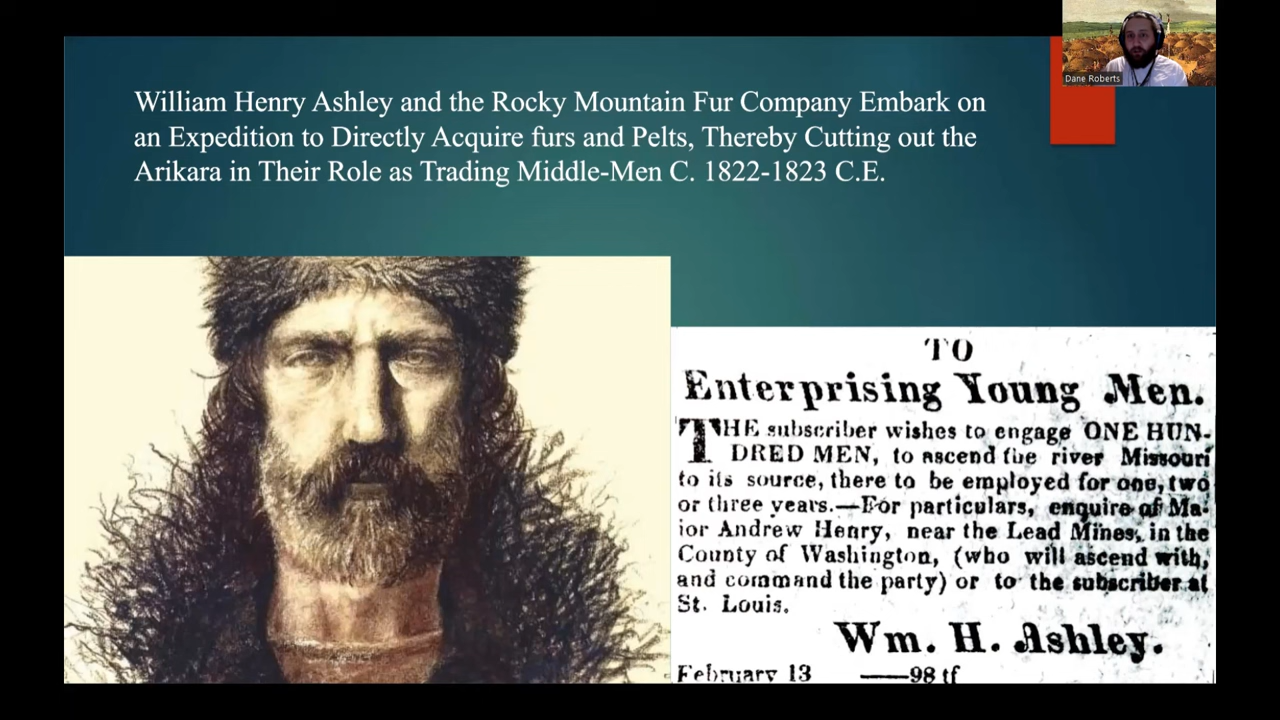 William Henry Ashley and the Rocky Mountain Fur Company Embark on
an Expedition to Directly Acquire furs and Pelts, Thereby Cutting out the
Arikara in Their Role as Trading Middle-Men C. 1822-1823 C.E.
Dane Roberts
TO
Enterprising Young Men.
THE subscriber wishes to engage ONE HUN-
DRED MEN, to ascend the river Missouri
to its source, there to be employed for one, two
or three years.—For particulars, enquire of Ma-
jor Andrew Henry, near the Lead Mines, in the
County of Washington, (who will ascend with,
and command the party) or to the subscriber at
St. Louis.
Wm. H. Ashley.
February 13 ——98 tf